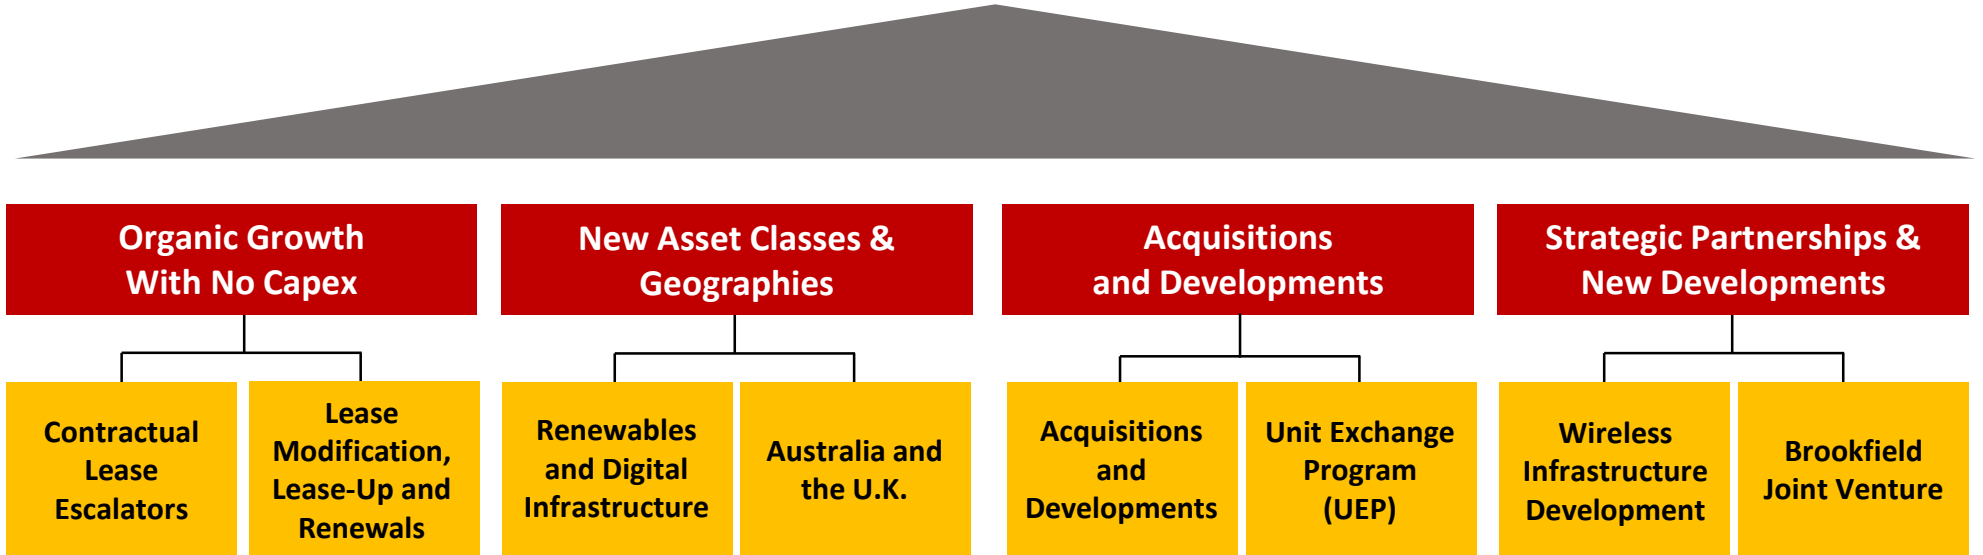 Organic Growth
With No Capex
New Asset Classes &
Geographies
Acquisitions
and Developments
Strategic Partnerships &
New Developments
Contractual
Lease
Escalators
Lease
Modification,
Lease-Up and
Renewals
Renewables
and Digital
Infrastructure
Australia and
the U.K.
Acquisitions
and
Developments
Unit Exchange
Program
(UEP)
Wireless
Infrastructure
Development
Brookfield
Joint Venture